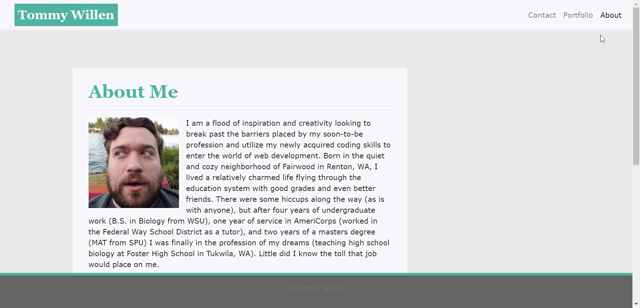 Tommy Willen
Contact Portfolio About
About Me
I am a flood of inspiration and creativity looking to
break past the barriers placed by my soon-to-be
profession and utilize my newly acquired coding skills to
enter the world of web development. Born in the quiet
and cozy neighborhood of Fairwood in Renton, WA, I
lived a relatively charmed life flying through the
education system with good grades and even better
friends. There were some hiccups along the way (as is
with anyone), but after four years of undergraduate
work (B.S. in Biology from WSU), one year of service in AmeriCorps (worked in
the Federal Way School District as a tutor), and two years of a masters degree
(MAT from SPU) I was finally in the profession of my dreams (teaching high school
biology at Foster High School in Tukwila, WA). Little did I know the toll that job
would place on me.
© Tommy Willen